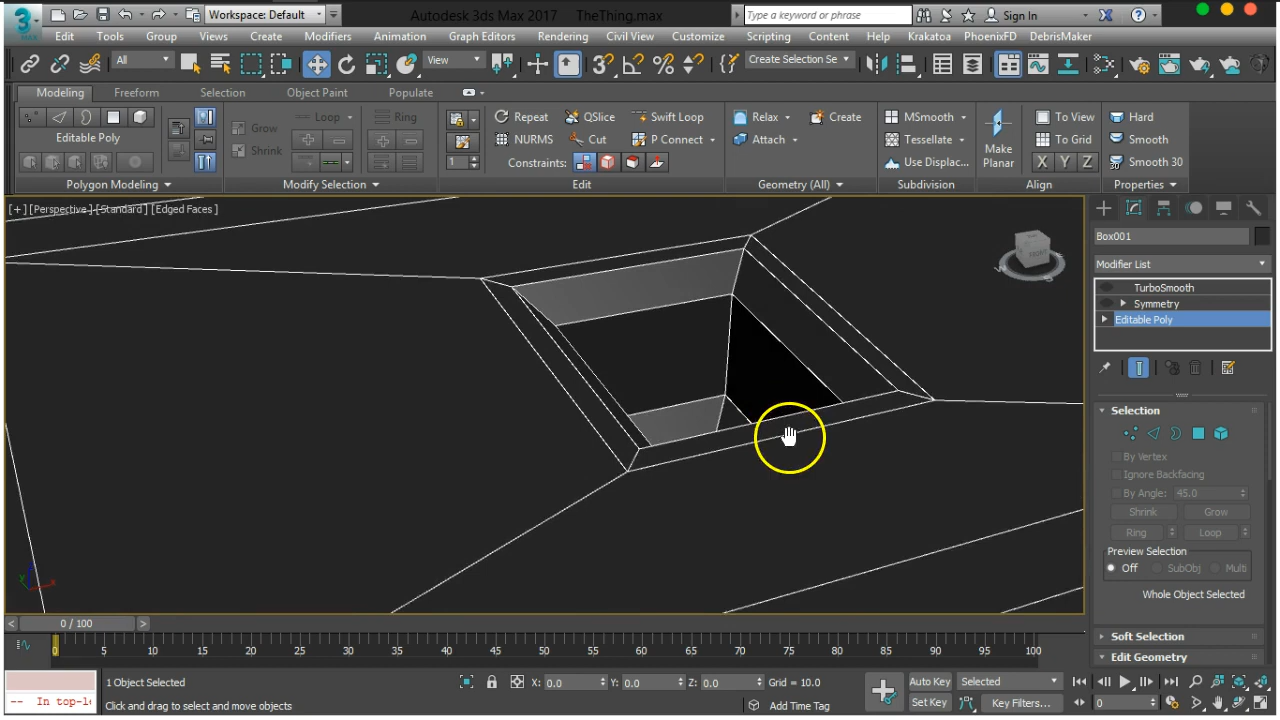 3
MAX
Workspace: Default
Autodesk 3ds Max 2017 TheThing.max
Type a keyword or phrase
Sign In
Edit Tools Group Views Create Modifiers Animation Graph Editors Rendering Civil View Customize Scripting Content Help Krakatoa PhoenixFD DebrisMaker
All
View
3
Create Selection Se
Modeling Freeform Selection Object Paint Populate
Grow Loop Ring Repeat QSlice Swift Loop Relax Create MSmooth To View Hard
Editable Poly
Shrink NURMS Cut P Connect Attach Tessellate To Grid Smooth
Make Planar
1 Constraints: Use Displac... X Y Z Smooth 30
Polygon Modeling Modify Selection Edit Geometry (All) Subdivision Align Properties
[+] [Perspective] [Standard] [Edged Faces]
FRONT
Box001
Modifier List
TurboSmooth
Symmetry
Editable Poly
Selection
By Vertex
Ignore Backfacing
By Angle: 45.0
Shrink Grow
Ring Loop
Preview Selection
Off SubObj Multi
Whole Object Selected
Soft Selection
Edit Geometry
0 / 100
0 5 10 15 20 25 30 35 40 45 50 55 60 65 70 75 80 85 90 95 100
1 Object Selected X: 0.0 Y: 0.0 Z: 0.0 Grid = 10.0 Auto Key Selected
-- In top-le Click and drag to select and move objects Add Time Tag Set Key Key Filters... 0